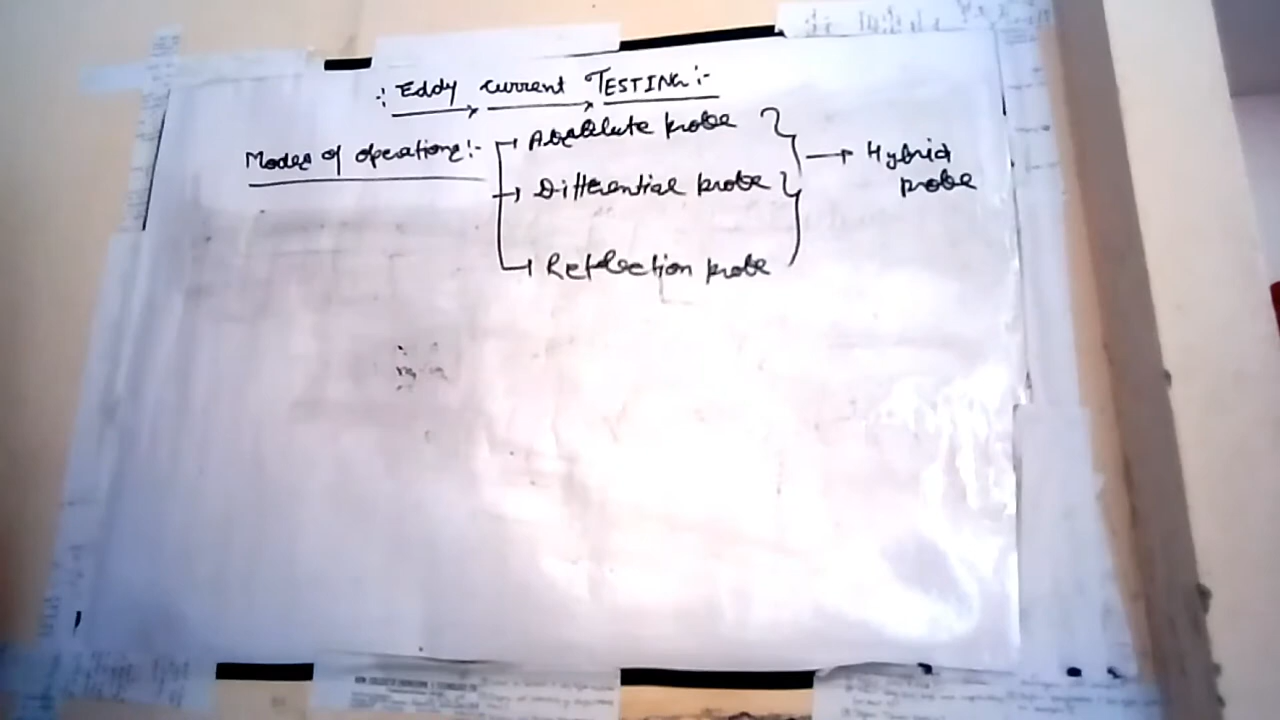 :- Eddy current TESTING :-
Modes of operations :-
Absolute probe
Differential probe
Reflection probe
Hybrid
probe